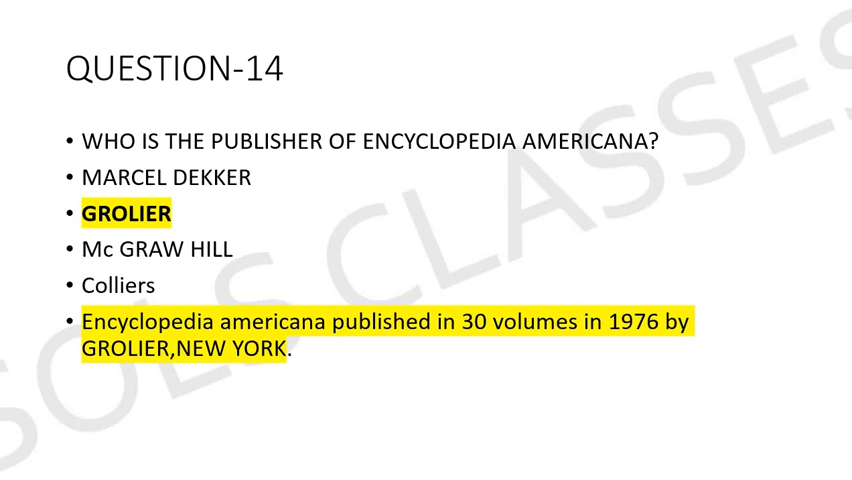 QUESTION-14
• WHO IS THE PUBLISHER OF ENCYCLOPEDIA AMERICANA?
• MARCEL DEKKER
• GROLIER
• Mc GRAW HILL
• Colliers
• Encyclopedia americana published in 30 volumes in 1976 by
GROLIER,NEW YORK.
SOLS CLASSES